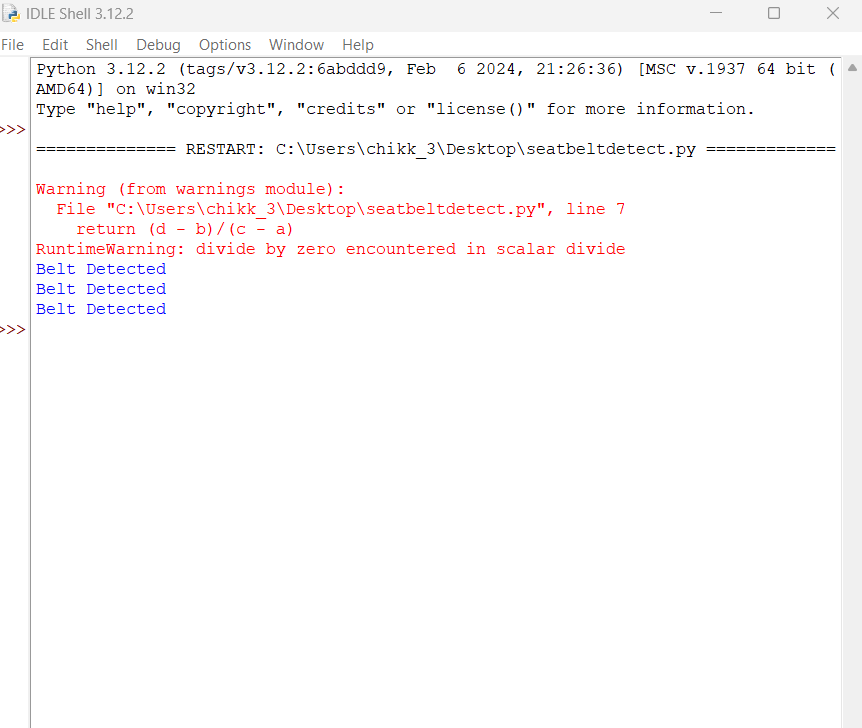 IDLE Shell 3.12.2
File Edit Shell Debug Options Window Help
Python 3.12.2 (tags/v3.12.2:6abddd9, Feb  6 2024, 21:26:36) [MSC v.1937 64 bit (
AMD64)] on win32
Type "help", "copyright", "credits" or "license()" for more information.
>>>
============== RESTART: C:\Users\chikk_3\Desktop\seatbeltdetect.py =============
Warning (from warnings module):
  File "C:\Users\chikk_3\Desktop\seatbeltdetect.py", line 7
    return (d - b)/(c - a)
RuntimeWarning: divide by zero encountered in scalar divide
Belt Detected
Belt Detected
Belt Detected
>>>